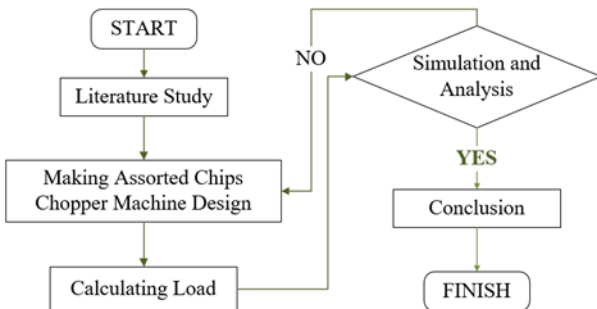 START
Literature Study
Making Assorted Chips
Chopper Machine Design
Calculating Load
NO
Simulation and
Analysis
YES
Conclusion
FINISH